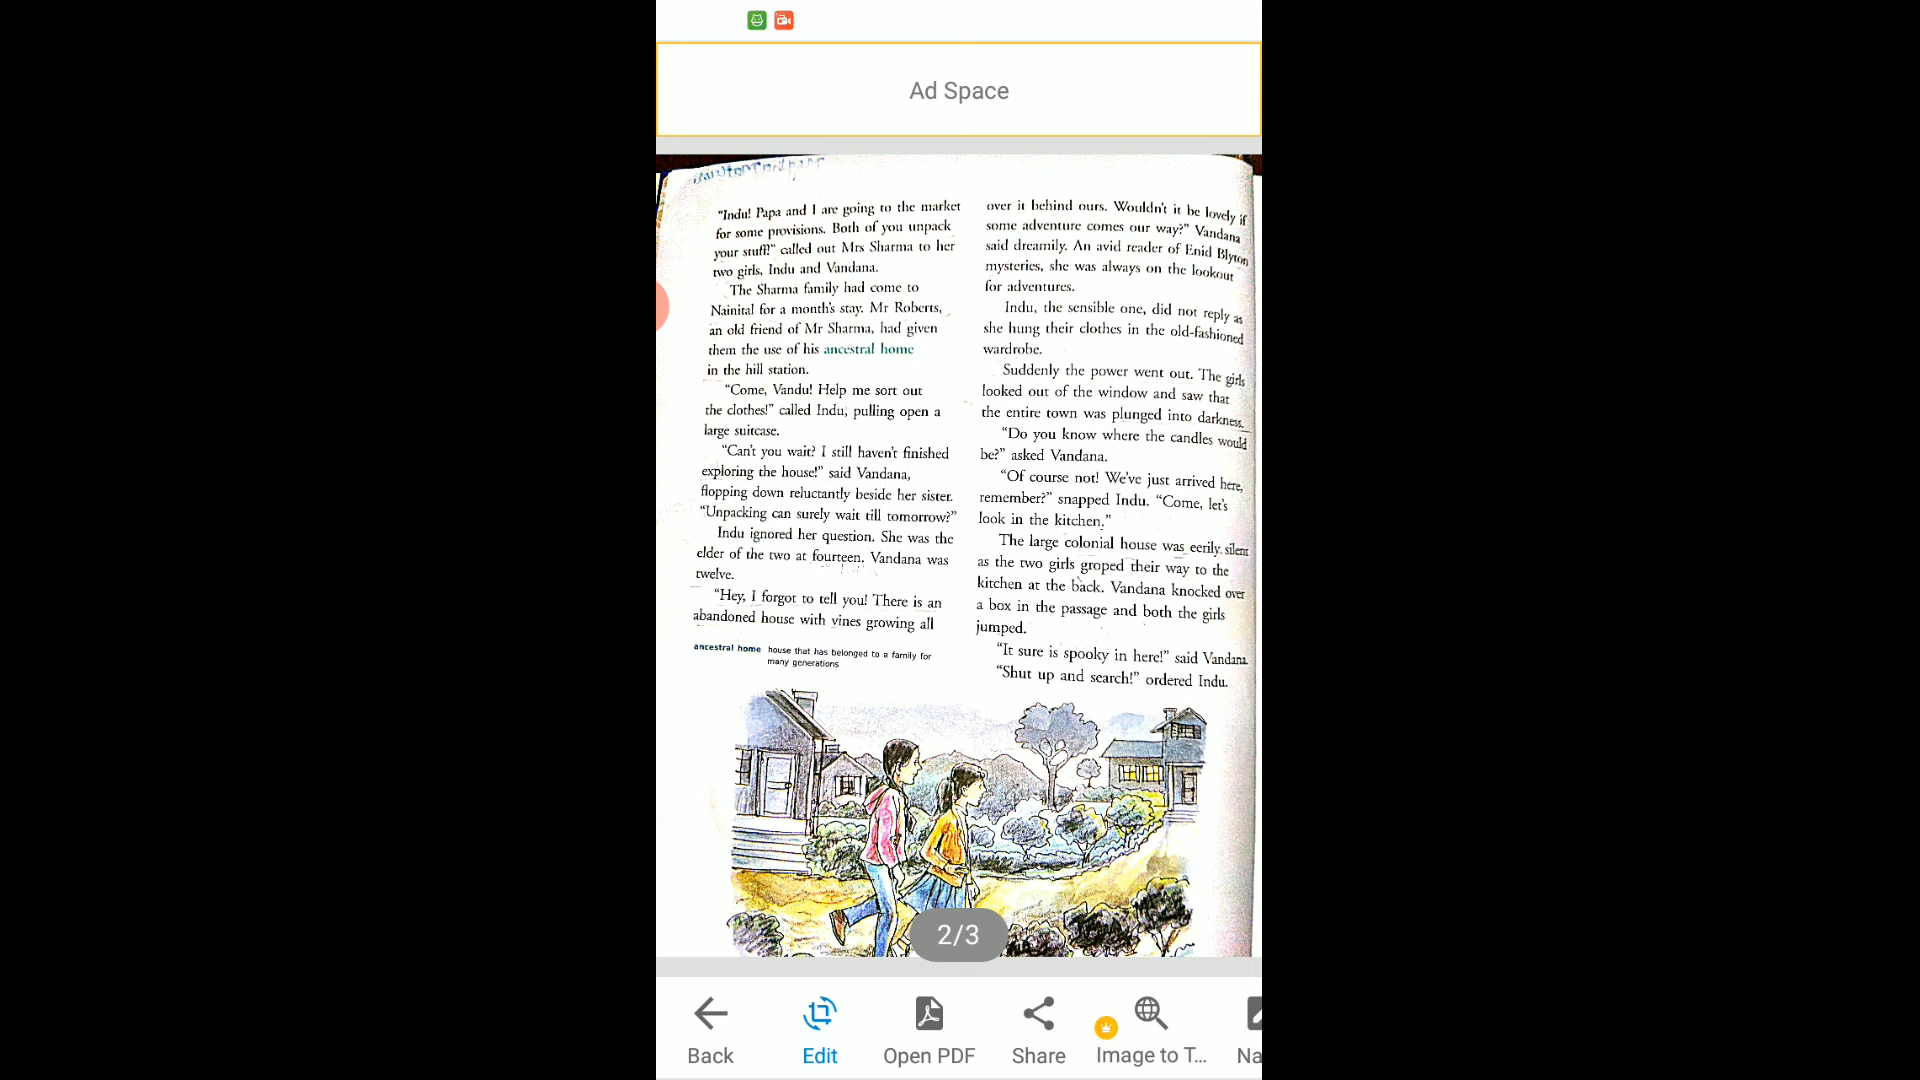 Ad Space
“Indu! Papa and I are going to the market
for some provisions. Both of you unpack
your stuff!” called out Mrs Sharma to her
two girls, Indu and Vandana.
The Sharma family had come to
Nainital for a month’s stay. Mr Roberts,
an old friend of Mr Sharma, had given
them the use of his ancestral home
in the hill station.
“Come, Vandu! Help me sort out
the clothes!” called Indu, pulling open a
large suitcase.
“Can’t you wait? I still haven’t finished
exploring the house!” said Vandana,
flopping down reluctantly beside her sister.
“Unpacking can surely wait till tomorrow?”
Indu ignored her question. She was the
elder of the two at fourteen. Vandana was
twelve.
“Hey, I forgot to tell you! There is an
abandoned house with vines growing all
ancestral home house that has belonged to a family for
many generations
over it behind ours. Wouldn’t it be lovely if
some adventure comes our way?” Vandana
said dreamily. An avid reader of Enid Blyton
mysteries, she was always on the lookout
for adventures.
Indu, the sensible one, did not reply as
she hung their clothes in the old-fashioned
wardrobe.
Suddenly the power went out. The girls
looked out of the window and saw that
the entire town was plunged into darkness.
“Do you know where the candles would
be?” asked Vandana.
“Of course not! We’ve just arrived here,
remember?” snapped Indu. “Come, let’s
look in the kitchen.”
The large colonial house was eerily silent
as the two girls groped their way to the
kitchen at the back. Vandana knocked over
a box in the passage and both the girls
jumped.
“It sure is spooky in here!” said Vandana.
“Shut up and search!” ordered Indu.
2/3
Back Edit Open PDF Share Image to T... Na